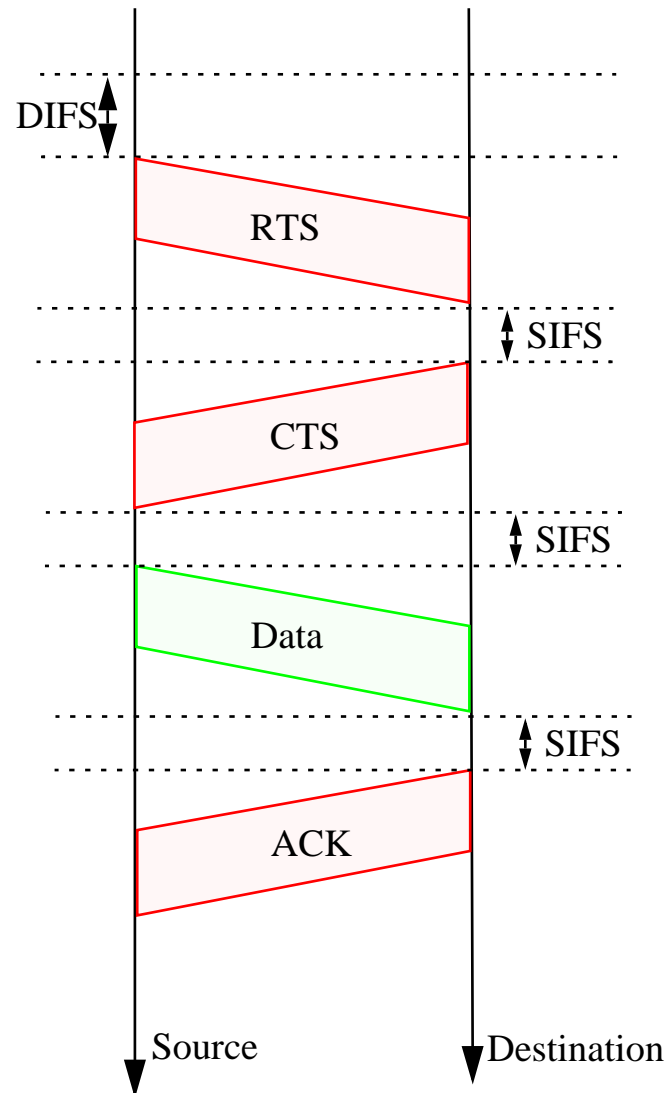 DIFS
RTS
SIFS
CTS
SIFS
Data
SIFS
ACK
Source
Destination